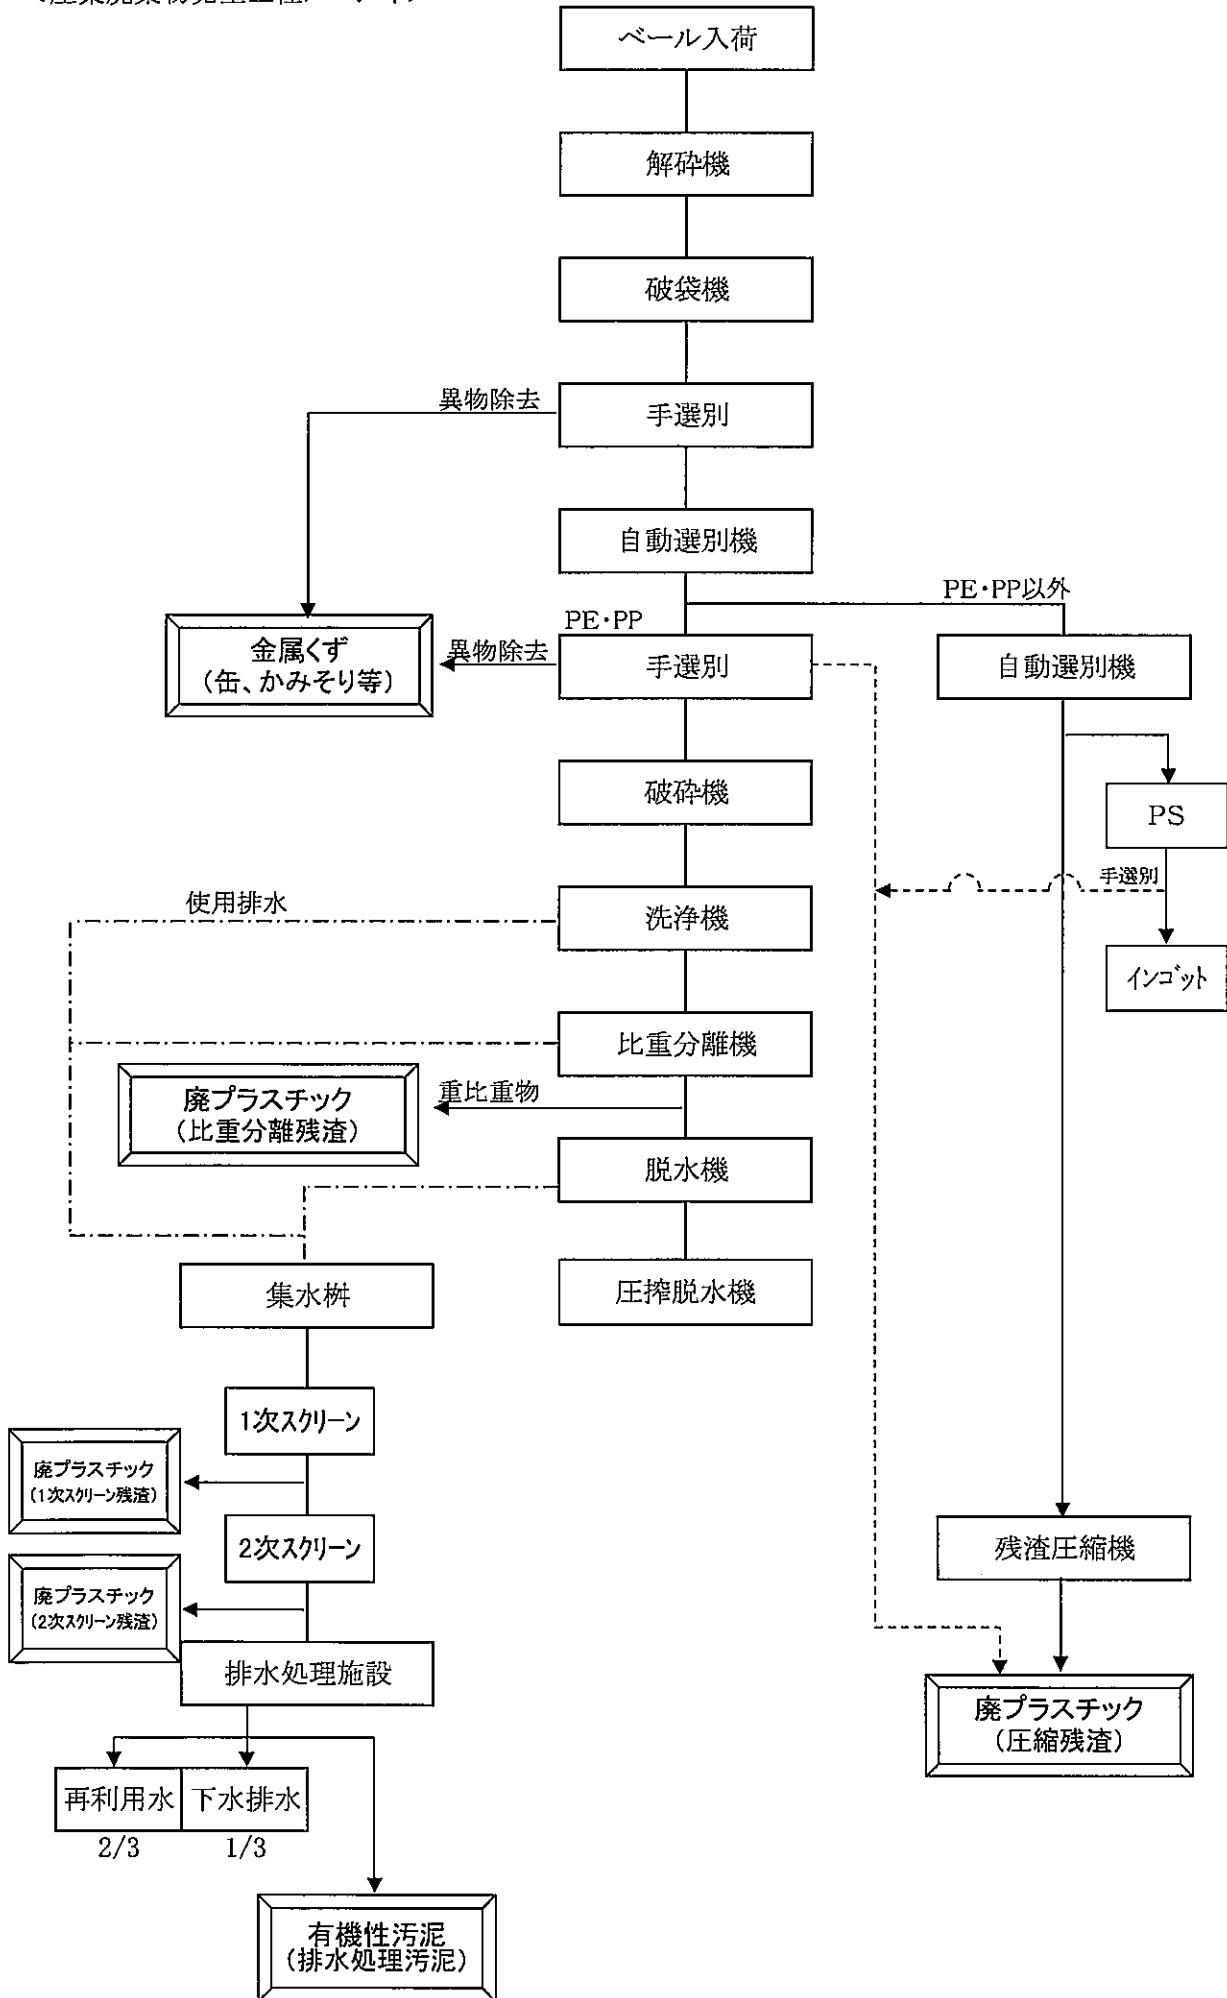 ベール入荷
解砕機
破袋機
異物除去
手選別
自動選別機
PE・PP以外
PE・PP
金属くず
(缶、かみそり等)
異物除去
手選別
自動選別機
破砕機
PS
手選別
使用排水
洗浄機
インゴット
比重分離機
廃プラスチック
(比重分離残渣)
重比重物
脱水機
集水桝
圧搾脱水機
1次スクリーン
廃プラスチック
(1次スクリーン残渣)
2次スクリーン
残渣圧縮機
廃プラスチック
(2次スクリーン残渣)
排水処理施設
廃プラスチック
(圧縮残渣)
再利用水
下水排水
2/3
1/3
有機性汚泥
(排水処理汚泥)